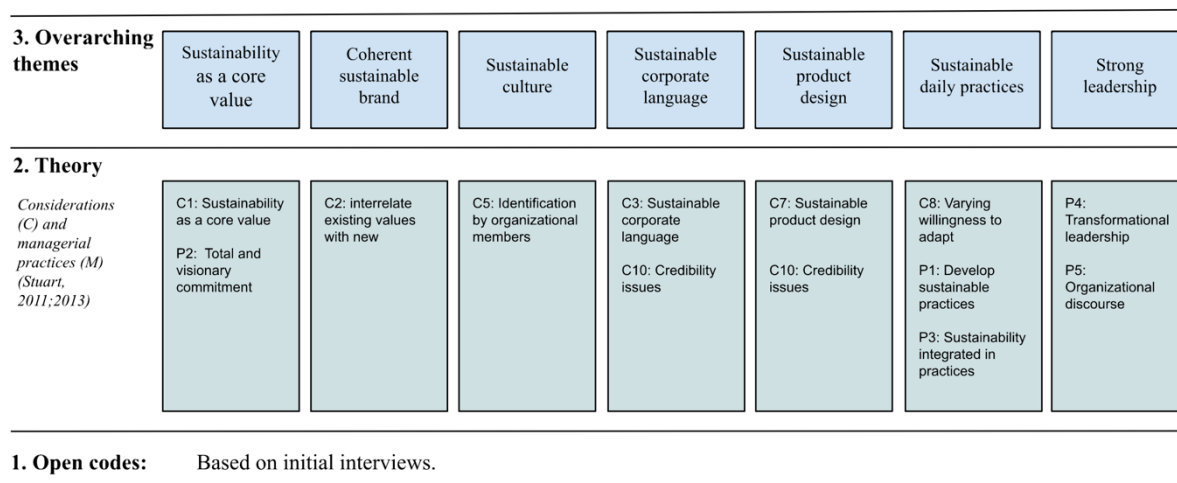 3. Overarching
themes
Sustainability
as a core
value
Coherent
sustainable
brand
Sustainable
culture
Sustainable
corporate
language
Sustainable
product
design
Sustainable
daily practices
Strong
leadership
2. Theory
Considerations
(C) and
managerial
practices (M)
(Stuart,
2011;2013)
C1: Sustainability
as a core value
P2: Total and
visionary
commitment
C2: interrelate
existing values
with new
C5: Identification
by organizational
members
C3: Sustainable
corporate
language
C10: Credibility
issues
C7: Sustainable
product design
C10: Credibility
issues
C8: Varying
willingness to
adapt
P1: Develop
sustainable
practices
P3: Sustainability
integrated in
practices
P4:
Transformational
leadership
P5:
Organizational
discourse
1. Open codes: Based on initial interviews.